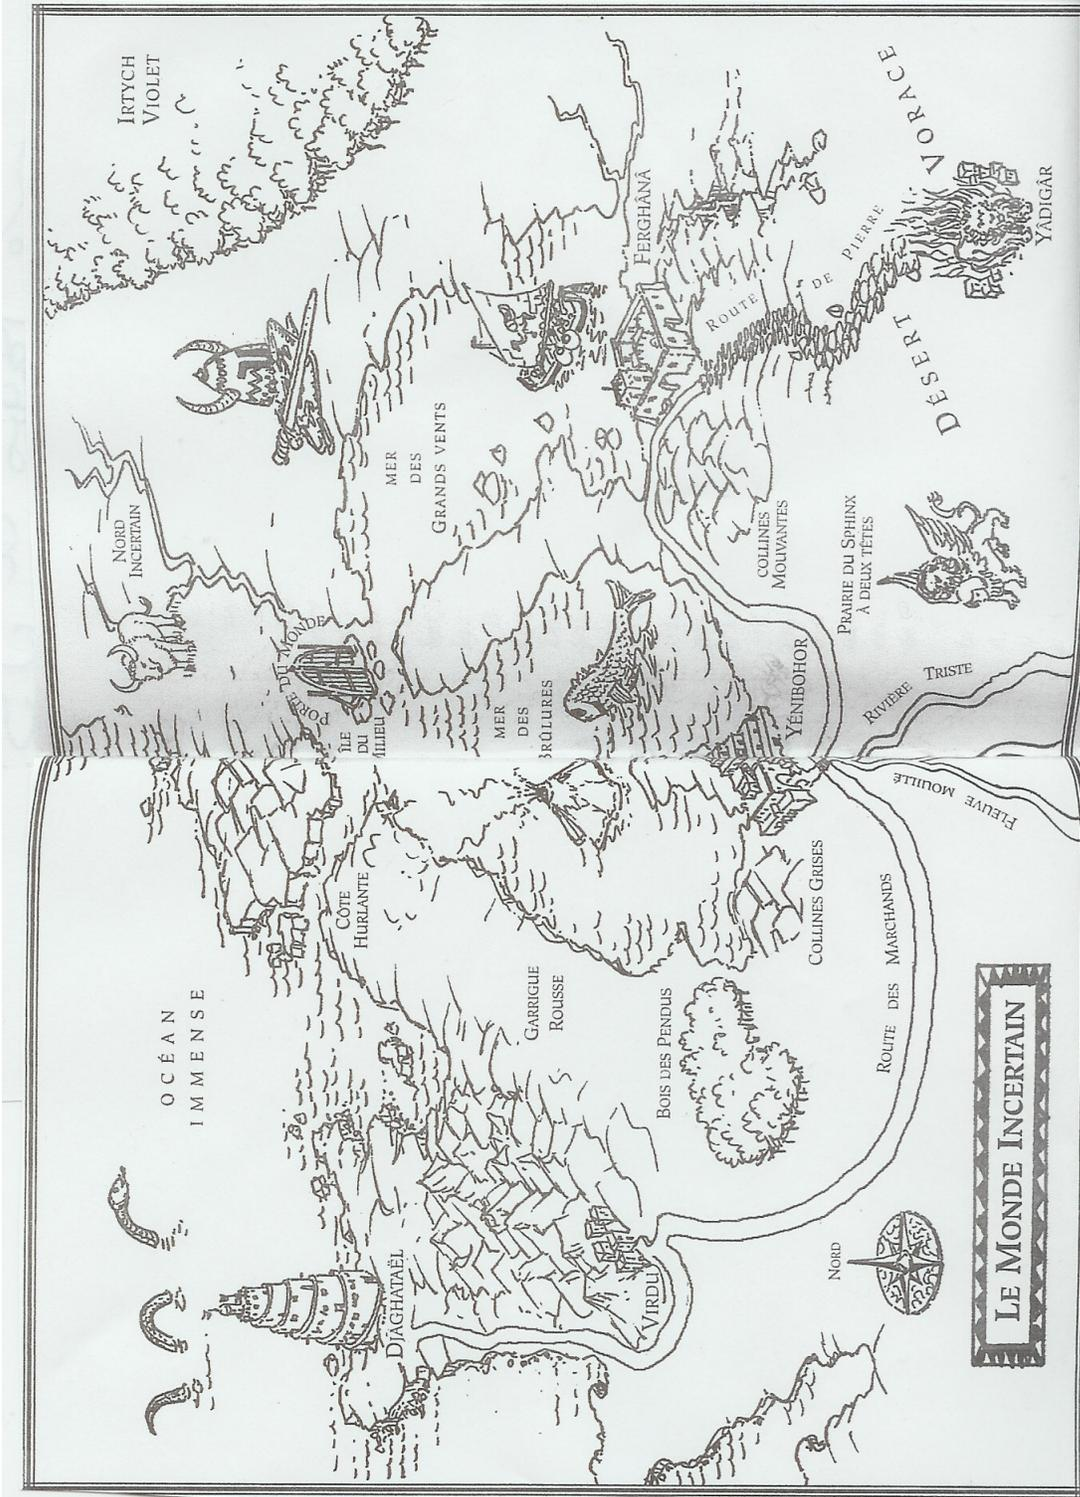 OCÉAN
IMMENSE
NORD
INCERTAIN
IRTYCH
VIOLET
PORTE DU MONDE
ÎLE
DU
MILIEU
CÔTE
HURLANTE
MER
DES
GRANDS VENTS
DJAGHATAËL
GARRIGUE
ROUSSE
MER
DES
BRÛLURES
FERGHÂNÂ
VIRDU
BOIS DES PENDUS
COLLINES GRISES
YÉNIBOHOR
COLLINES
MOUVANTES
ROUTE DE PIERRE
ROUTE DES MARCHANDS
FLEUVE MOUILLÉ
RIVIÈRE TRISTE
PRAIRIE DU SPHINX
À DEUX TÊTES
DÉSERT VORACE
YÂDIGÂR
NORD
LE MONDE INCERTAIN